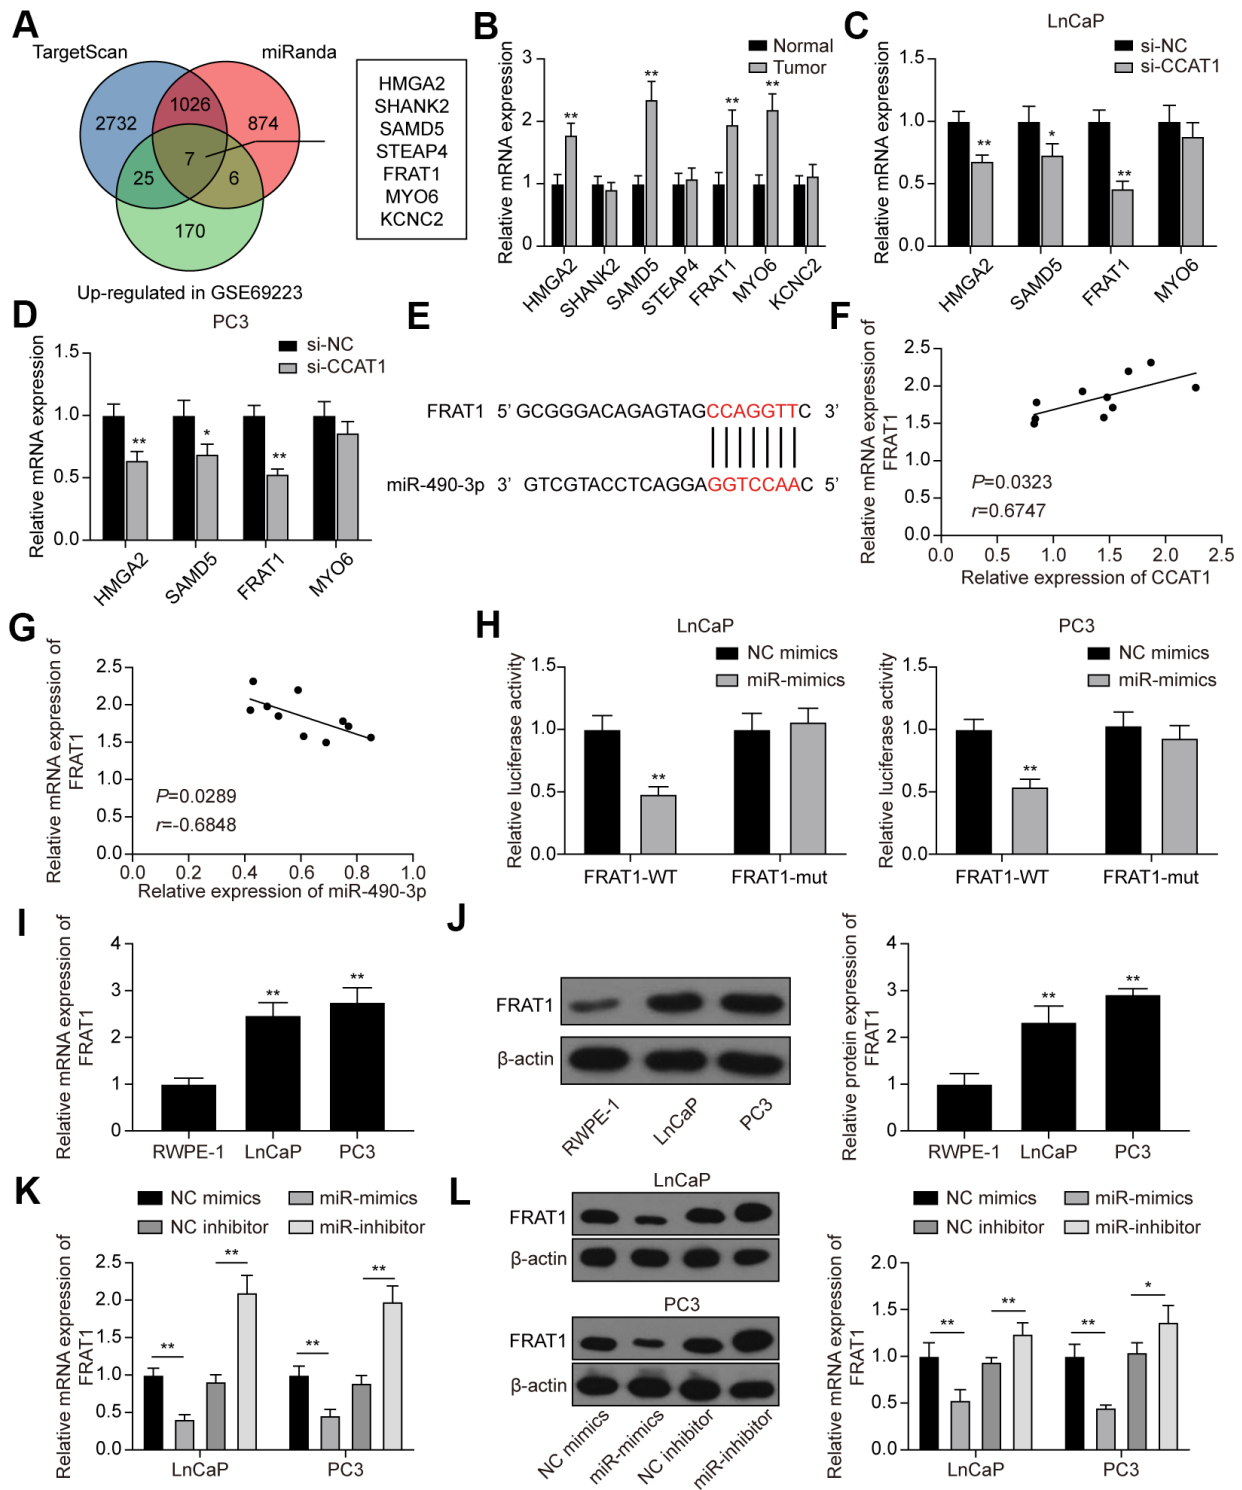 A
TargetScan
miRanda
2732
1026
874
7
25
6
170
Up-regulated in GSE69223
HMGA2
SHANK2
SAMD5
STEAP4
FRAT1
MYO6
KCNC2
B
Relative mRNA expression
3
2
1
0
Normal
Tumor
**
**
**
**
HMGA2
SHANK2
SAMD5
STEAP4
FRAT1
MYO6
KCNC2
C
LnCaP
Relative mRNA expression
1.5
1.0
0.5
0.0
si-NC
si-CCAT1
**
*
**
HMGA2
SAMD5
FRAT1
MYO6
D
PC3
Relative mRNA expression
1.5
1.0
0.5
0.0
si-NC
si-CCAT1
**
*
**
HMGA2
SAMD5
FRAT1
MYO6
E
FRAT1 5' GCGGGACAGAGTAGCCAGGTTC 3'
miR-490-3p 3' GTCGTACCTCAGGAGGTCCAAC 5'
F
Relative mRNA expression of
FRAT1
2.5
2.0
1.5
1.0
0.5
0.0
P=0.0323
r=0.6747
0.0 0.5 1.0 1.5 2.0 2.5
Relative expression of CCAT1
G
Relative mRNA expression of
FRAT1
2.5
2.0
1.5
1.0
0.5
0.0
P=0.0289
r=-0.6848
0.0 0.2 0.4 0.6 0.8 1.0
Relative expression of miR-490-3p
H
LnCaP
Relative luciferase activity
1.5
1.0
0.5
0.0
NC mimics
miR-mimics
**
FRAT1-WT FRAT1-mut
PC3
Relative luciferase activity
1.5
1.0
0.5
0.0
NC mimics
miR-mimics
**
FRAT1-WT FRAT1-mut
I
Relative mRNA expression of
FRAT1
4
3
2
1
0
**
**
RWPE-1 LnCaP PC3
J
FRAT1
β-actin
RWPE-1
LnCaP
PC3
Relative protein expression of
FRAT1
4
3
2
1
0
**
**
RWPE-1 LnCaP PC3
K
NC mimics miR-mimics
NC inhibitor miR-inhibitor
Relative mRNA expression of
FRAT1
2.5
2.0
1.5
1.0
0.5
0.0
**
**
**
**
LnCaP PC3
L
LnCaP
FRAT1
β-actin
PC3
FRAT1
β-actin
NC mimics
miR-mimics
NC inhibitor
miR-inhibitor
NC mimics miR-mimics
NC inhibitor miR-inhibitor
Relative mRNA expression of
FRAT1
2.0
1.5
1.0
0.5
0.0
**
**
**
*
LnCaP PC3